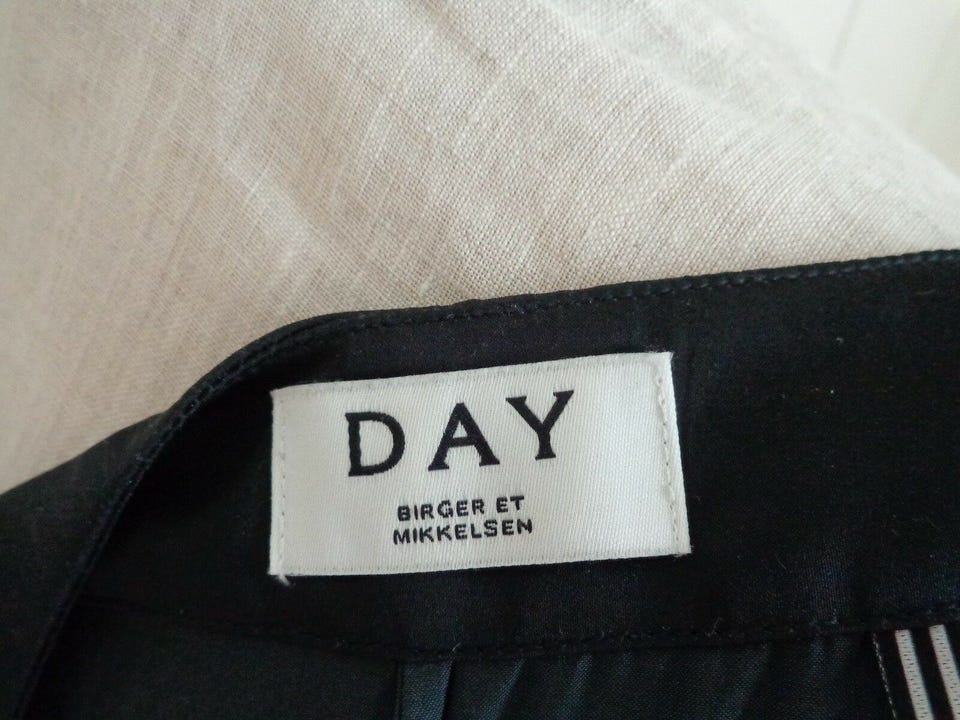 DAY
BIRGER ET
MIKKELSEN